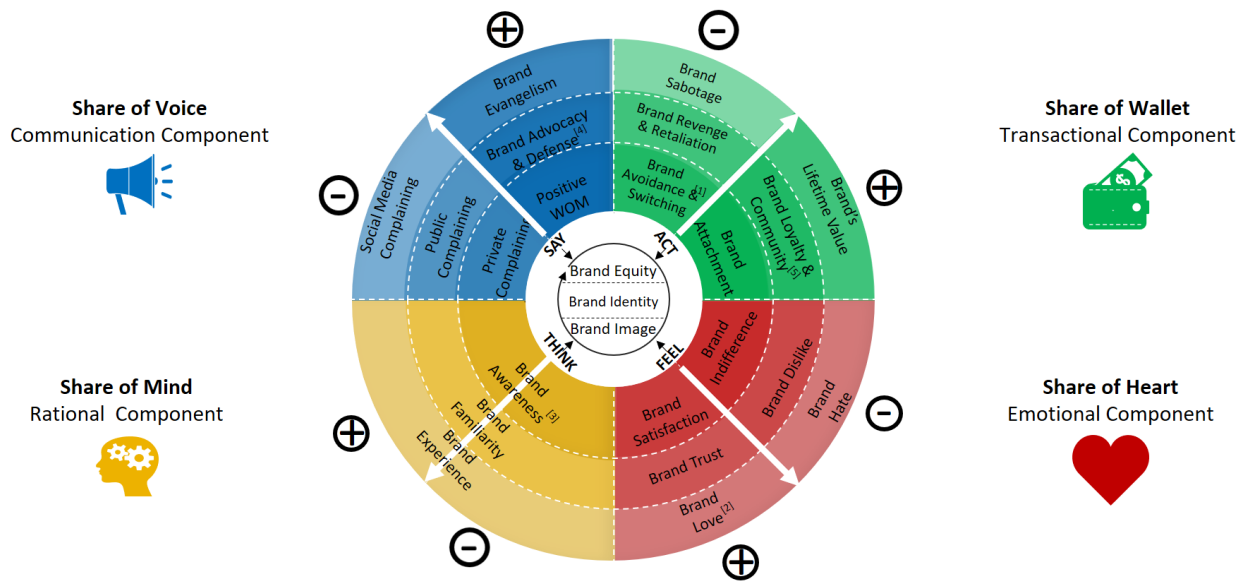 Share of Voice
Communication Component
Share of Wallet
Transactional Component
Share of Mind
Rational Component
Share of Heart
Emotional Component
+
-
-
+
+
-
-
+
Brand
Evangelism
Brand Advocacy
& Defense[4]
Positive
WOM
Social Media
Complaining
Public
Complaining
Private
Complaining
Brand
Sabotage
Brand Revenge
& Retaliation
Brand
Avoidance &
Switching[1]
Brand's
Lifetime Value
Brand Loyalty &
Community[5]
Brand
Attachment
SAY
ACT
THINK
FEEL
Brand Equity
Brand Identity
Brand Image
Brand
Awareness [3]
Brand
Familiarity
Brand
Experience
Brand
Indifference
Brand Dislike
Brand
Hate
Brand
Satisfaction
Brand Trust
Brand
Love[2]